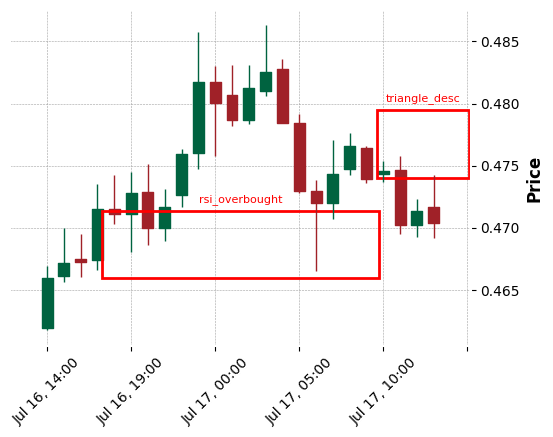 0.485
triangle_desc
0.480
0.475
rsi_overbought
0.470
0.465
Price
Jul 16, 14:00
Jul 16, 19:00
Jul 17, 00:00
Jul 17, 05:00
Jul 17, 10:00